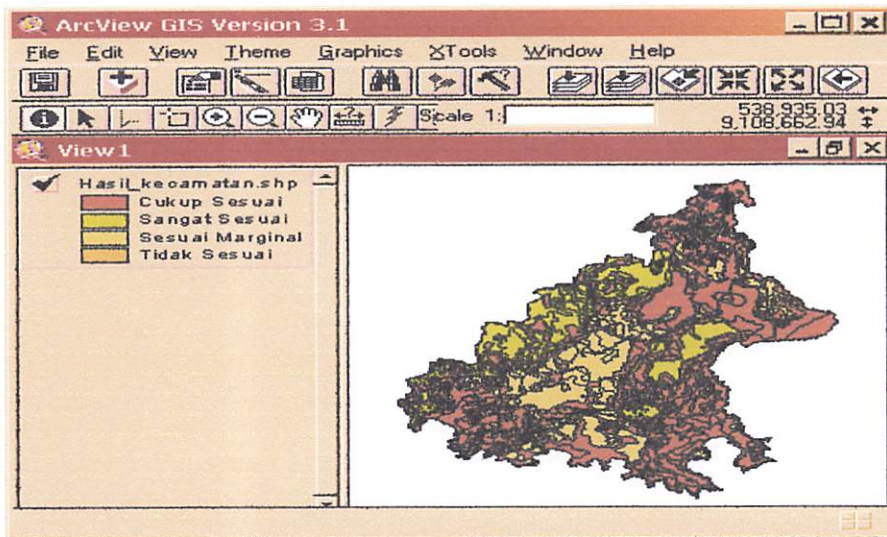 ArcView GIS Version 3.1
File Edit View Theme Graphics XTools Window Help
Scale 1:
538,935.03
9,108,662.94
View1
Hasil_kecamatan.shp
Cukup Sesuai
Sangat Sesuai
Sesuai Marginal
Tidak Sesuai